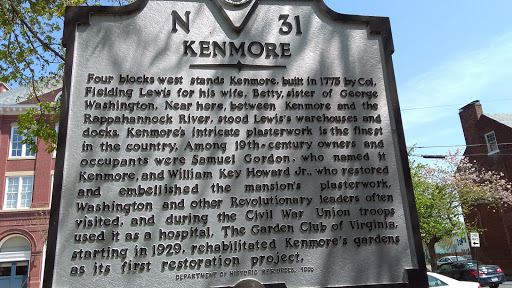 N 31
KENMORE
Four blocks west stands Kenmore, built in 1775 by Col.
Fielding Lewis for his wife, Betty, sister of George
Washington. Near here, between Kenmore and the
Rappahannock River, stood Lewis's warehouses and
docks. Kenmore's intricate plasterwork is the finest
in the country. Among 19th-century owners and
occupants were Samuel Gordon, who named it
Kenmore, and William Key Howard Jr., who restored
and embellished the mansion's plasterwork.
Washington and other Revolutionary leaders often
visited, and during the Civil War Union troops
used it as a hospital. The Garden Club of Virginia,
starting in 1929, rehabilitated Kenmore's gardens
as its first restoration project.
DEPARTMENT OF HISTORIC RESOURCES,